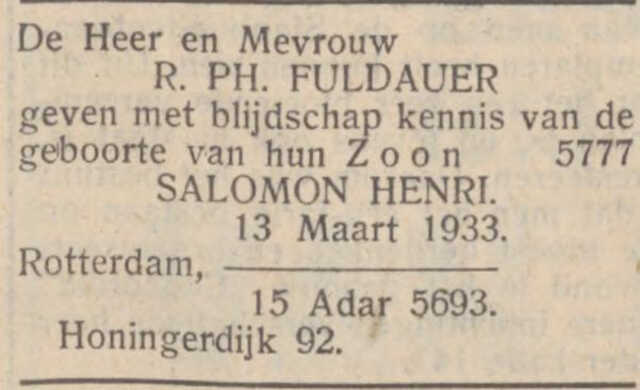 De Heer en Mevrouw
R. PH. FULDAUER
geven met blijdschap kennis van de
geboorte van hun Zoon 5777
SALOMON HENRI.
13 Maart 1933.
Rotterdam,
15 Adar 5693.
Honingerdijk 92.